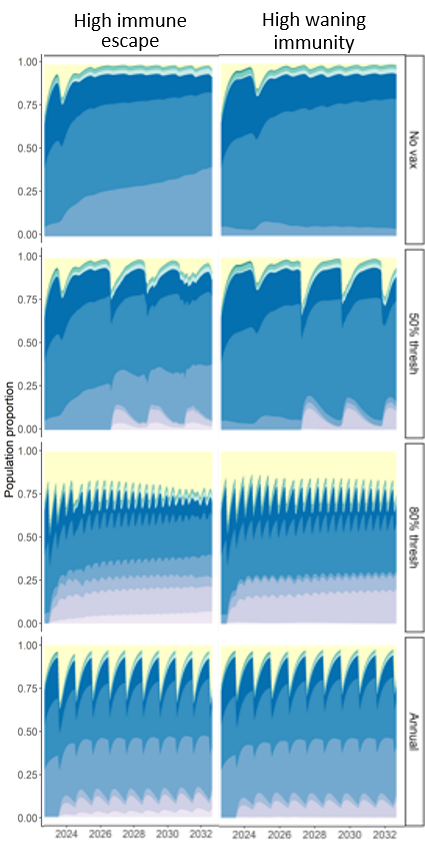 High immune
escape
High waning
immunity
1.00
0.75
0.50
0.25
0.00
No vax
1.00
0.75
0.50
0.25
0.00
50% thresh
Population proportion
1.00
0.75
0.50
0.25
0.00
80% thresh
1.00
0.75
0.50
0.25
0.00
Annual
2024 2026 2028 2030 2032 2024 2026 2028 2030 2032